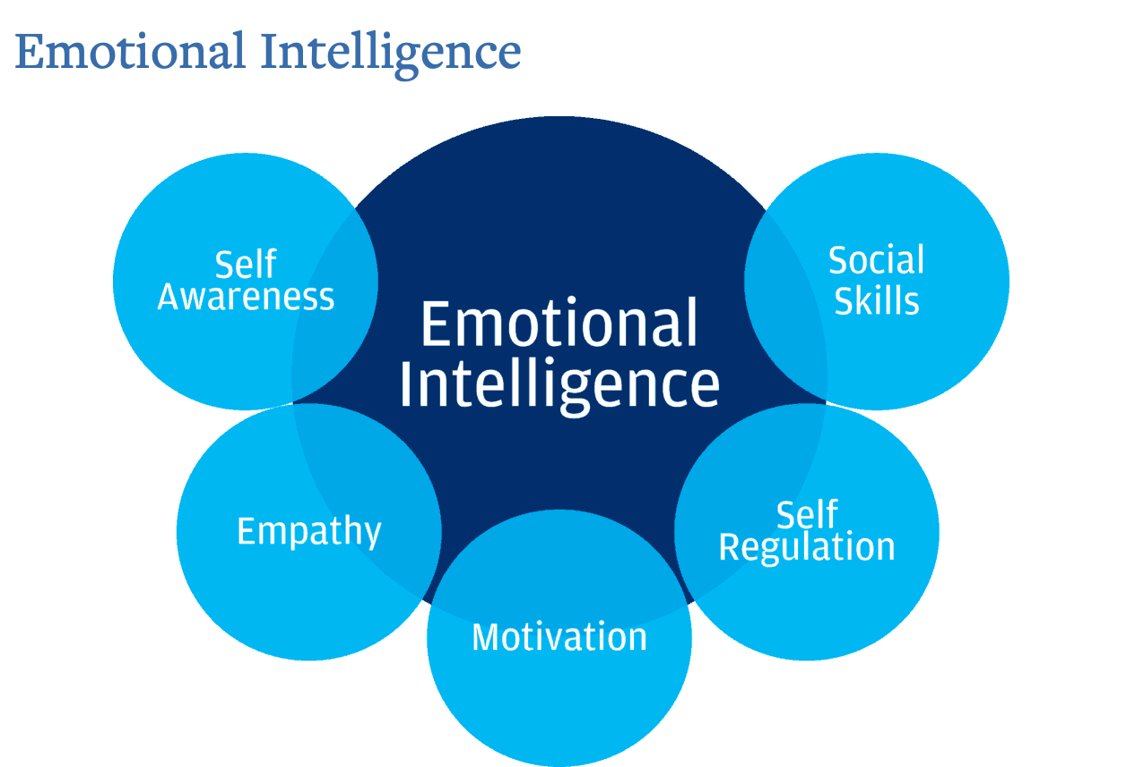 Emotional Intelligence
Self
Awareness
Social
Skills
Emotional
Intelligence
Empathy
Self
Regulation
Motivation